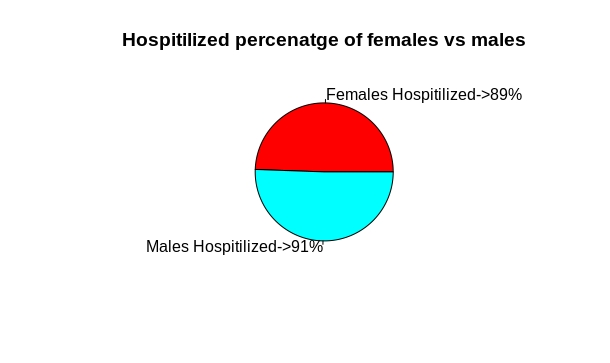 Hospitilized percenatge of females vs males
Females Hospitilized->89%
Males Hospitilized->91%